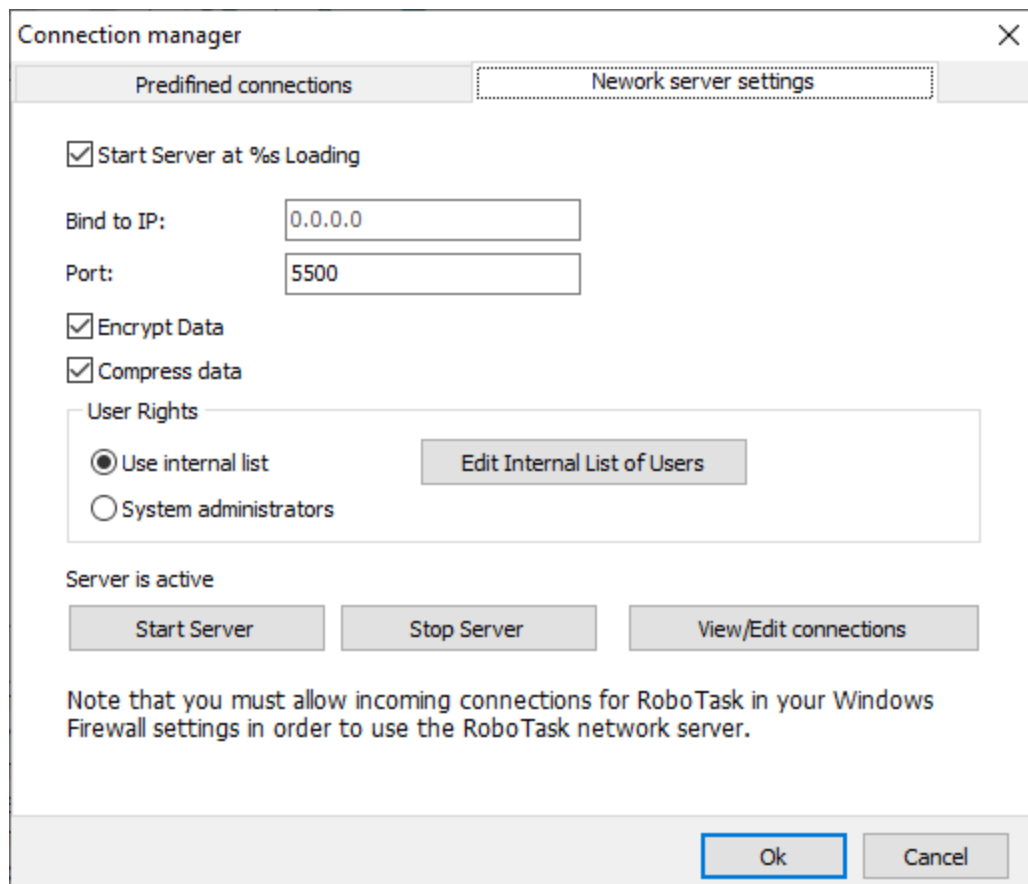 Connection manager
Predifined connections
Nework server settings
Start Server at %s Loading
Bind to IP:
0.0.0.0
Port:
5500
Encrypt Data
Compress data
User Rights
Use internal list
Edit Internal List of Users
System administrators
Server is active
Start Server
Stop Server
View/Edit connections
Note that you must allow incoming connections for RoboTask in your Windows
Firewall settings in order to use the RoboTask network server.
Ok
Cancel